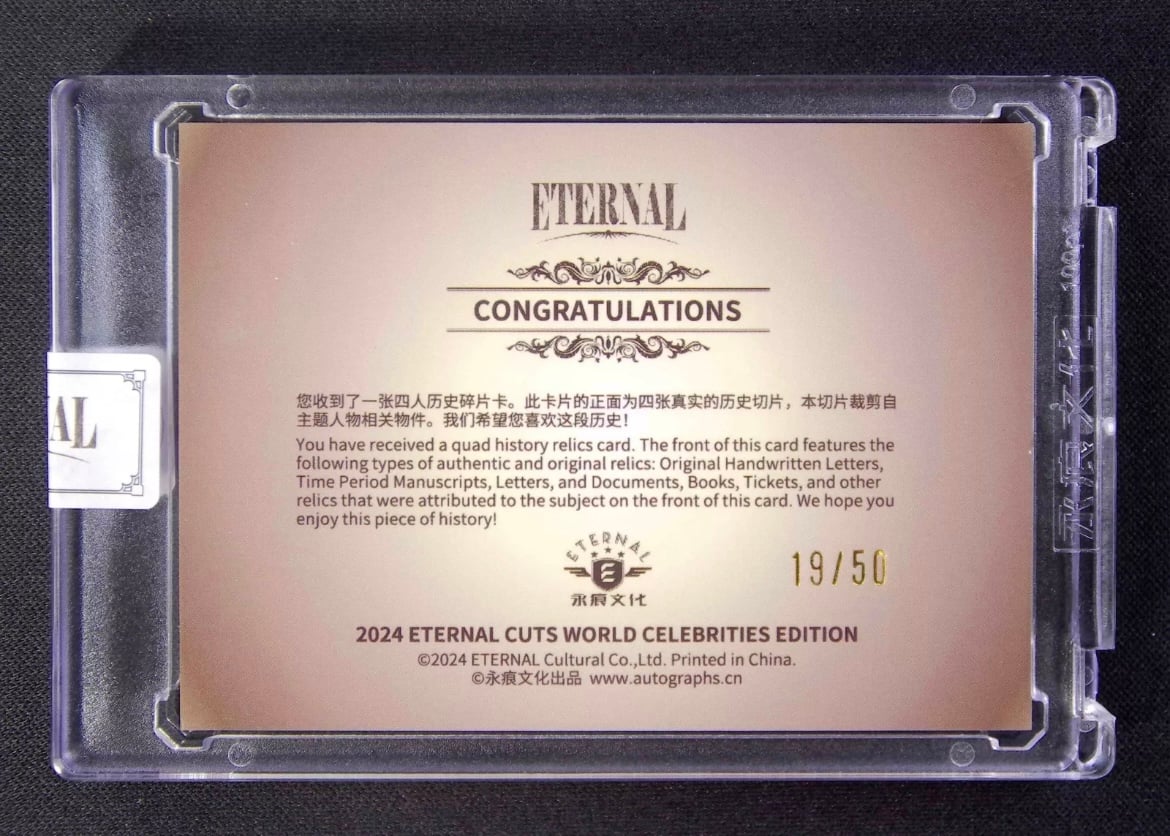 ETERNAL
CONGRATULATIONS
您收到了一张四人历史碎片卡。此卡片的正面为四张真实的历史切片，本切片裁剪自
主题人物相关物件。我们希望您喜欢这段历史！
You have received a quad history relics card. The front of this card features the
following types of authentic and original relics: Original Handwritten Letters,
Time Period Manuscripts, Letters, and Documents, Books, Tickets, and other
relics that were attributed to the subject on the front of this card. We hope you
enjoy this piece of history!
ETERNAL
E
永痕文化
19/50
2024 ETERNAL CUTS WORLD CELEBRITIES EDITION
©2024 ETERNAL Cultural Co.,Ltd. Printed in China.
©永痕文化出品 www.autographs.cn
AL
100pt
永痕文化